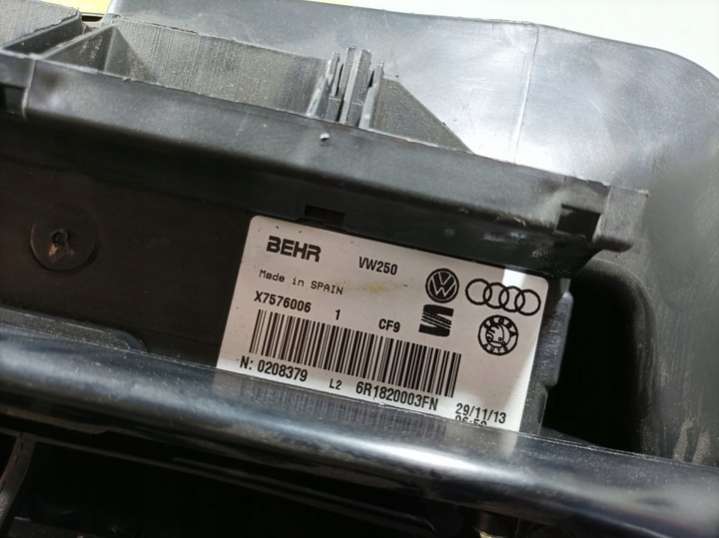 BEHR VW250
Made in SPAIN
X7576006 1 CF9
N: 0208379 L2 6R1820003FN 29/11/13